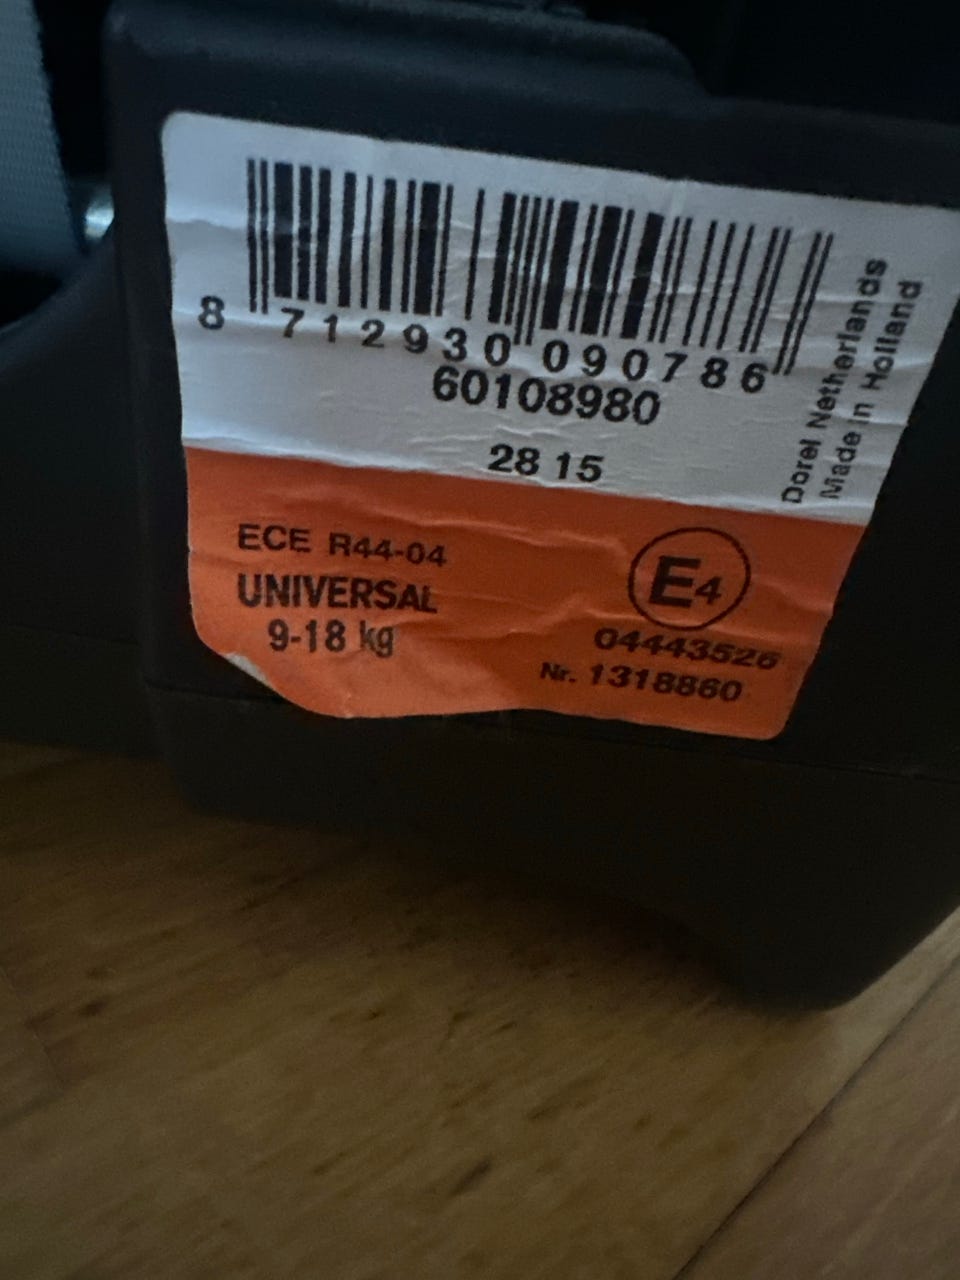 8 712930 090786
60108980
28 15
Dorel Netherlands
Made in Holland
ECE R44-04
UNIVERSAL
9-18 kg
E4
04443526
Nr. 1318860